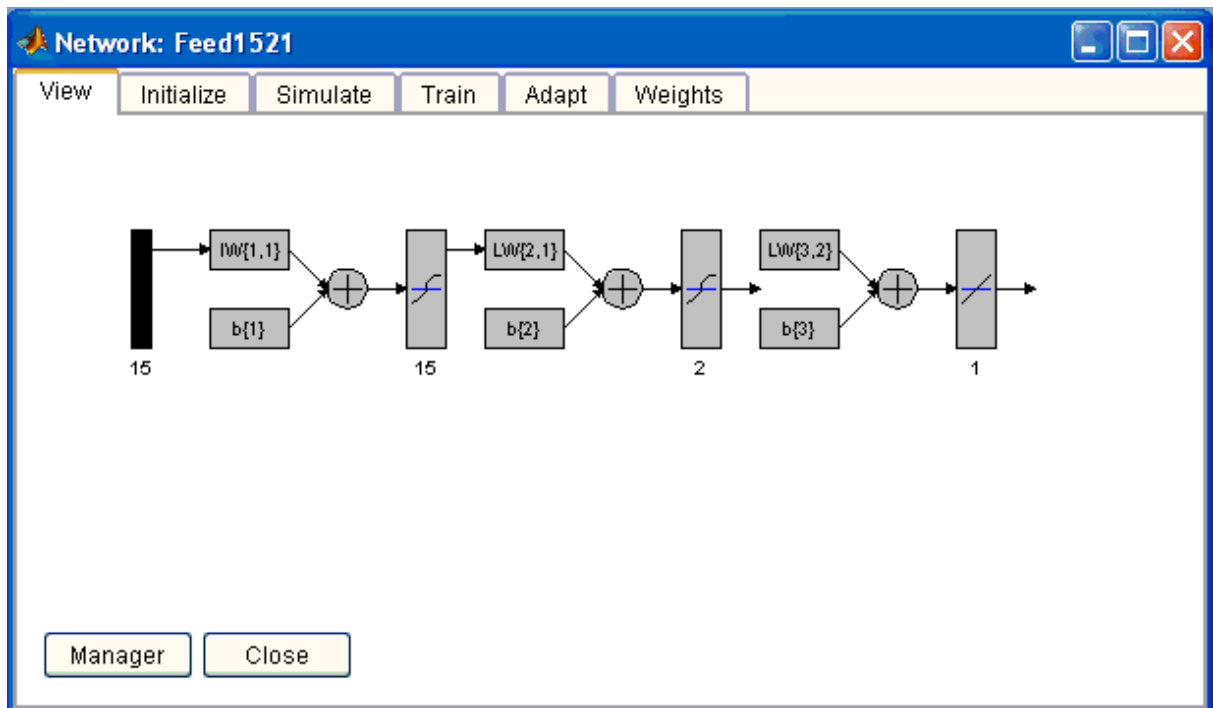 Network: Feed1521
View Initialize Simulate Train Adapt Weights
IW{1,1} LW{2,1} LW{3,2}
b{1} b{2} b{3}
15 15 2 1
Manager Close